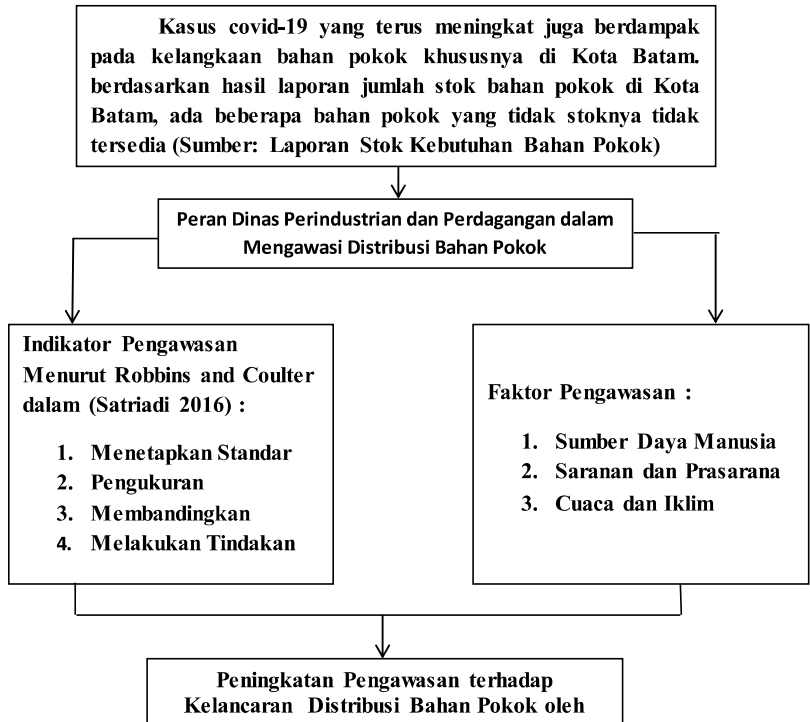 Kasus covid-19 yang terus meningkat juga berdampak
pada kelangkaan bahan pokok khususnya di Kota Batam.
berdasarkan hasil laporan jumlah stok bahan pokok di Kota
Batam, ada beberapa bahan pokok yang tidak stoknya tidak
tersedia (Sumber: Laporan Stok Kebutuhan Bahan Pokok)
Peran Dinas Perindustrian dan Perdagangan dalam
Mengawasi Distribusi Bahan Pokok
Indikator Pengawasan
Menurut Robbins and Coulter
dalam (Satriadi 2016) :
1. Menetapkan Standar
2. Pengukuran
3. Membandingkan
4. Melakukan Tindakan
Faktor Pengawasan :
1. Sumber Daya Manusia
2. Saranan dan Prasarana
3. Cuaca dan Iklim
Peningkatan Pengawasan terhadap
Kelancaran Distribusi Bahan Pokok oleh